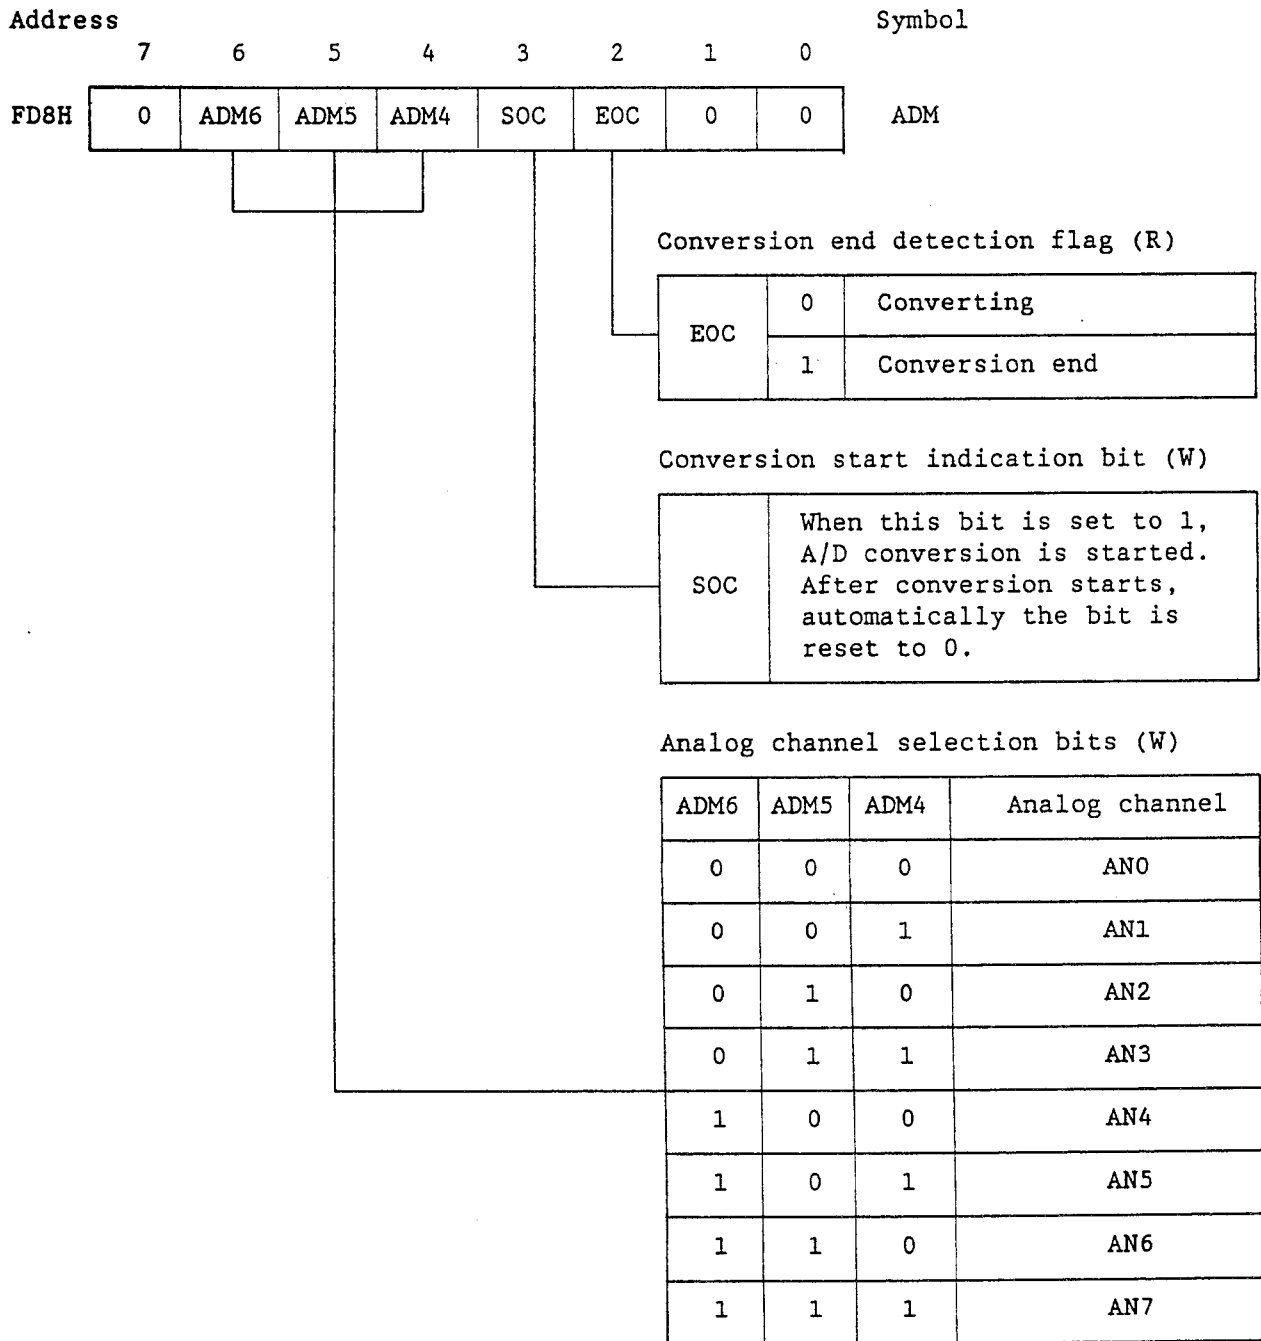 Address Symbol
7 6 5 4 3 2 1 0
FD8H 0 ADM6 ADM5 ADM4 SOC EOC 0 0 ADM
Conversion end detection flag (R)
EOC 0 Converting
1 Conversion end
Conversion start indication bit (W)
SOC When this bit is set to 1,
A/D conversion is started.
After conversion starts,
automatically the bit is
reset to 0.
Analog channel selection bits (W)
ADM6 ADM5 ADM4 Analog channel
0 0 0 AN0
0 0 1 AN1
0 1 0 AN2
0 1 1 AN3
1 0 0 AN4
1 0 1 AN5
1 1 0 AN6
1 1 1 AN7